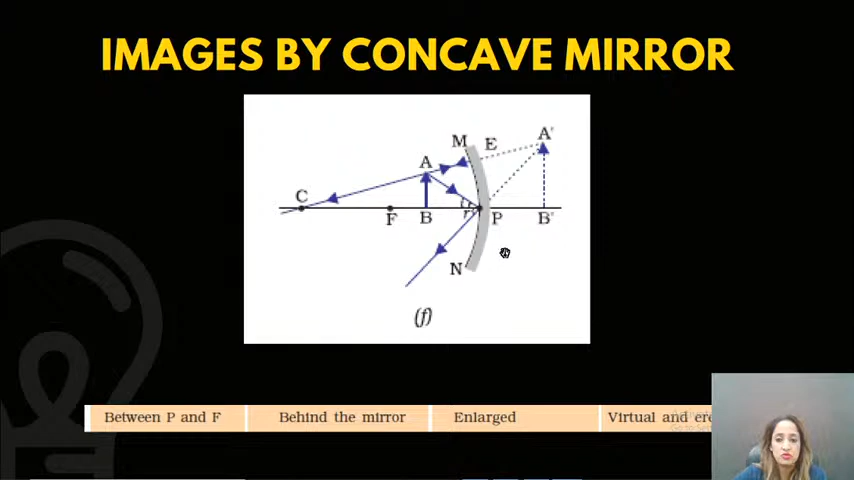 IMAGES BY CONCAVE MIRROR
M
E
A'
A
C
F
B
i
r
P
B'
N
(f)
Between P and F
Behind the mirror
Enlarged
Virtual and